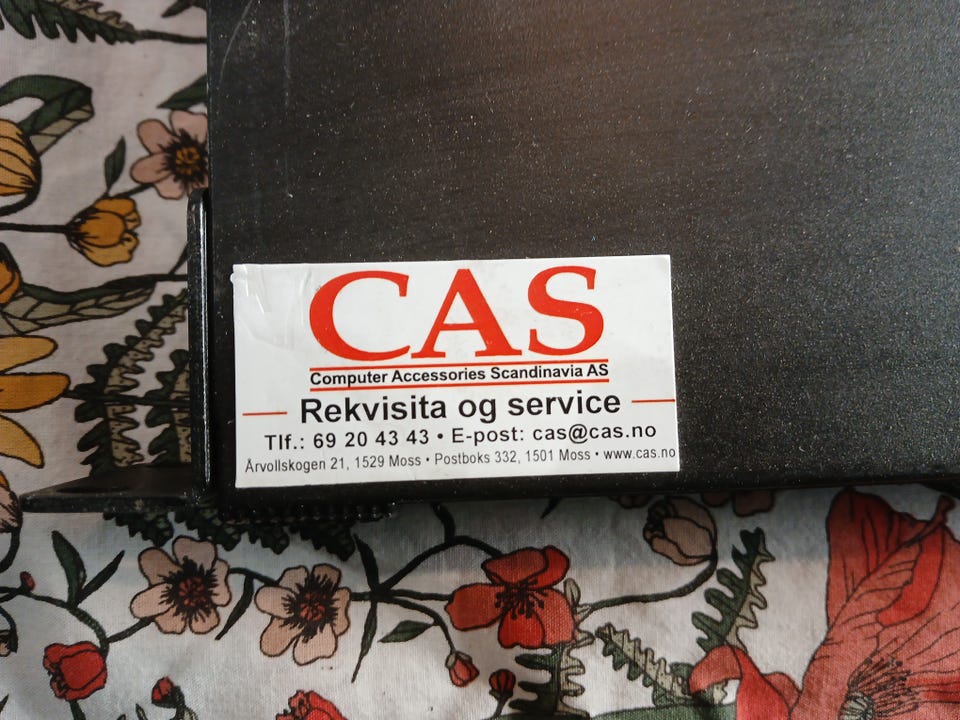 CAS
Computer Accessories Scandinavia AS
Rekvisita og service
Tlf.: 69 20 43 43 • E-post: cas@cas.no
Årvollskogen 21, 1529 Moss • Postboks 332, 1501 Moss • www.cas.no